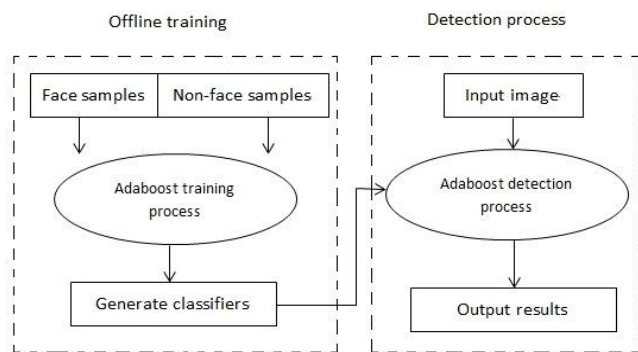 Offline training
Detection process
Face samples
Non-face samples
Input image
Adaboost training
process
Adaboost detection
process
Generate classifiers
Output results